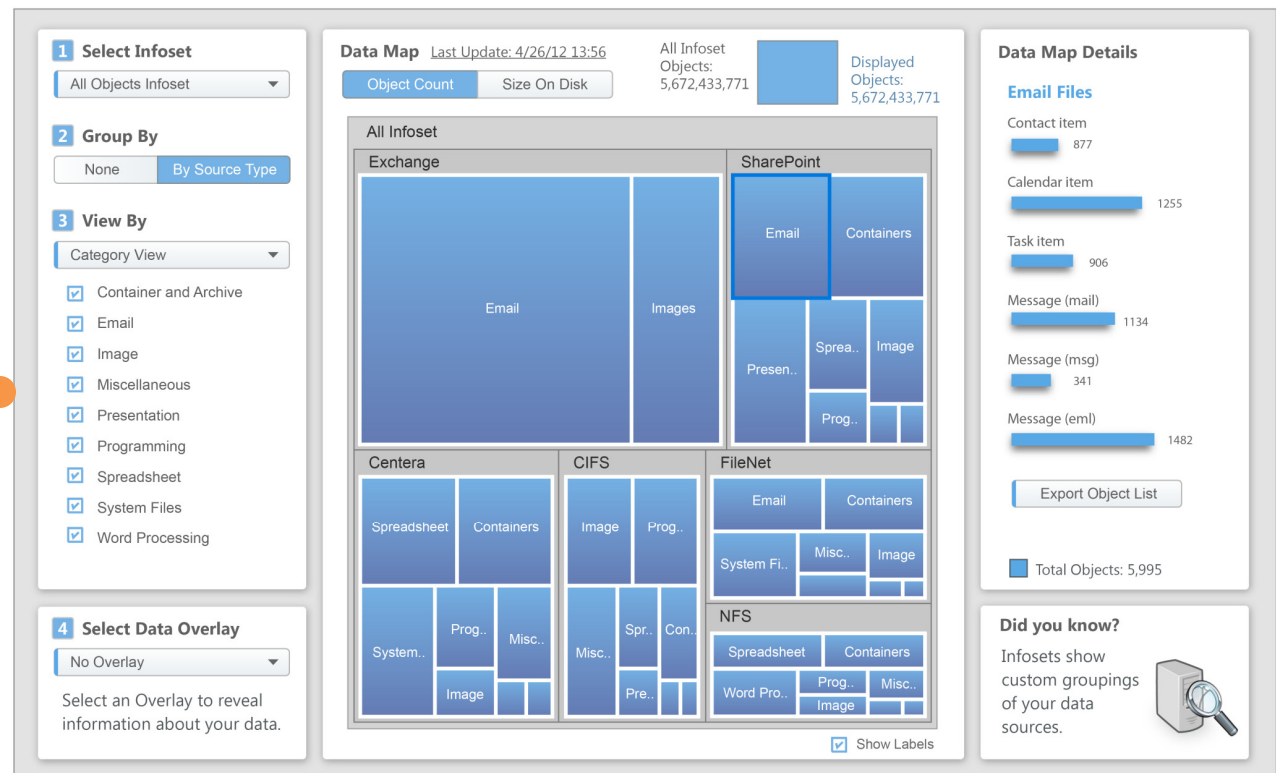 1 Select Infoset
All Objects Infoset
2 Group By
None By Source Type
3 View By
Category View
Container and Archive
Email
Image
Miscellaneous
Presentation
Programming
Spreadsheet
System Files
Word Processing
4 Select Data Overlay
No Overlay
Select an Overlay to reveal
information about your data.
Data Map Last Update: 4/26/12 13:56
Object Count Size On Disk
All Infoset
Objects:
5,672,433,771
Displayed
Objects:
5,672,433,771
All Infoset
Exchange
Email
Images
SharePoint
Email
Containers
Presen..
Sprea..
Image
Prog..
Centera
Spreadsheet
Containers
System..
Prog..
Misc..
Image
CIFS
Image
Prog..
Misc..
Spr..
Con..
Pre..
FileNet
Email
Containers
System Fi..
Misc..
Image
NFS
Spreadsheet
Containers
Word Pro..
Prog..
Misc..
Image
Show Labels
Data Map Details
Email Files
Contact item
877
Calendar item
1255
Task item
906
Message (mail)
1134
Message (msg)
341
Message (eml)
1482
Export Object List
Total Objects: 5,995
Did you know?
Infosets show
custom groupings
of your data
sources.